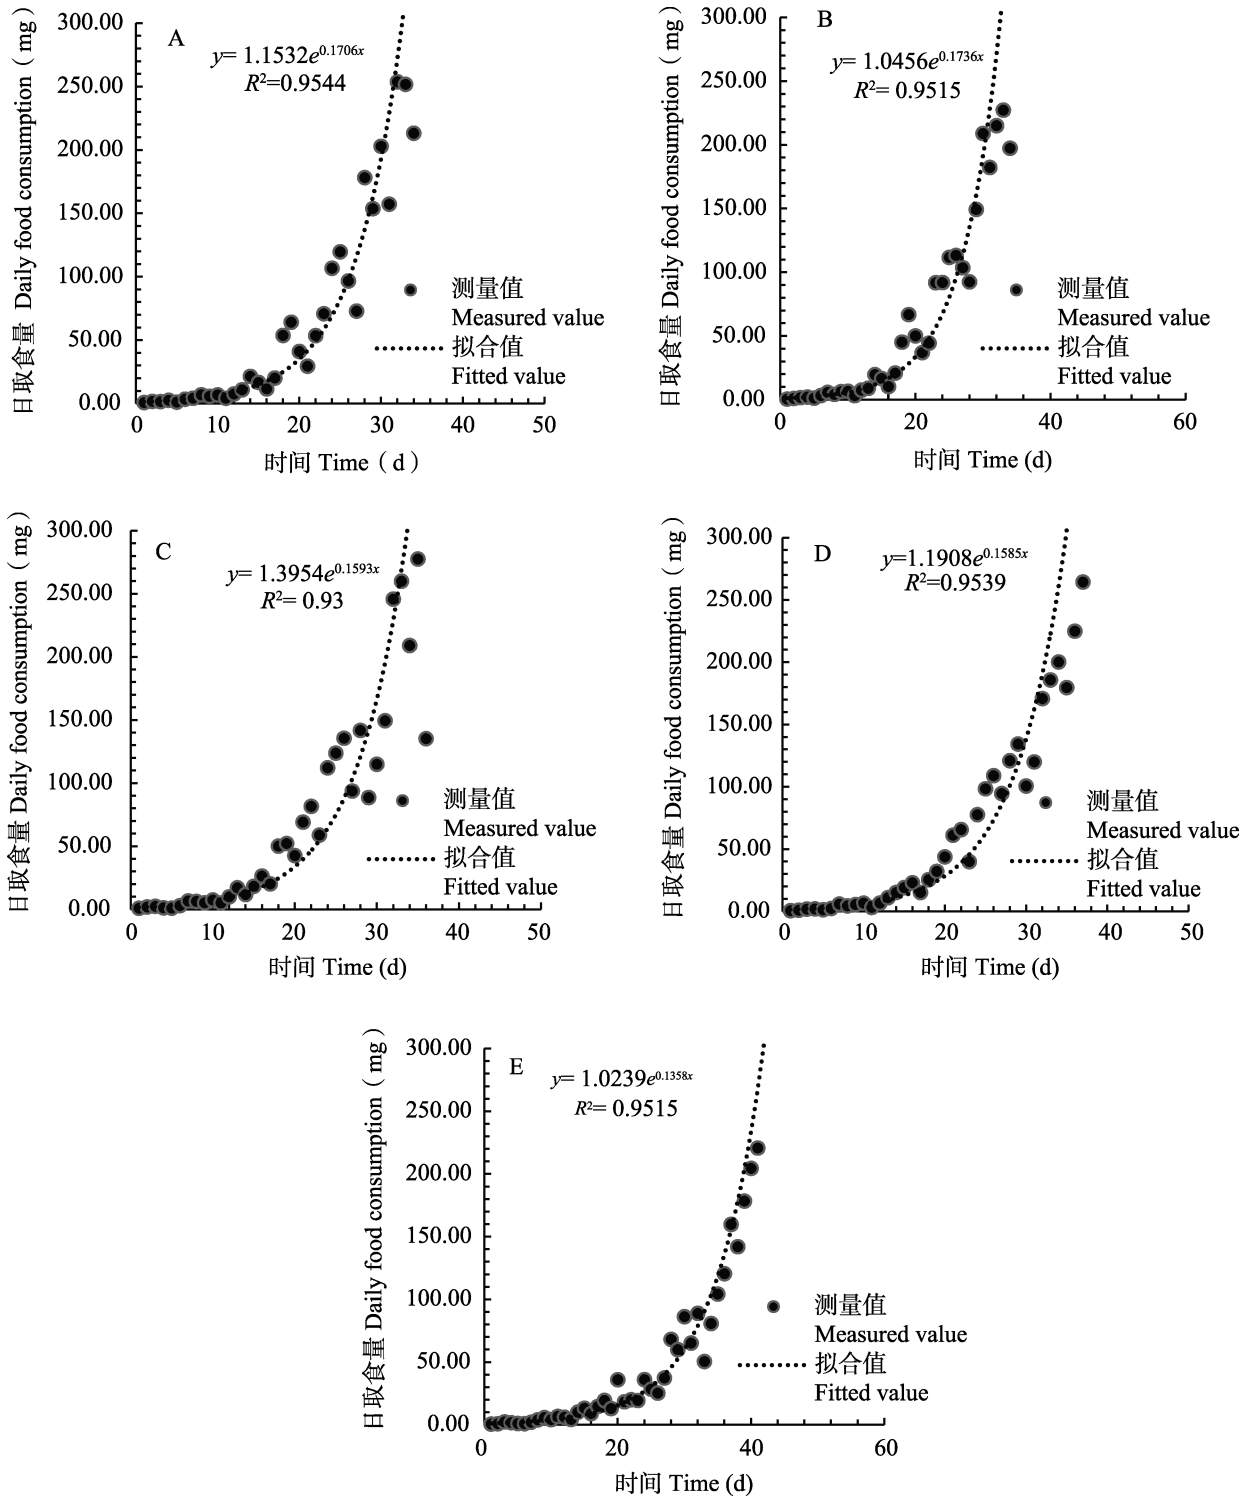 A
y= 1.1532e^0.1706x
R²=0.9544
日取食量 Daily food consumption（mg）
300.00
250.00
200.00
150.00
100.00
50.00
0.00
0 10 20 30 40 50
时间 Time（d）
测量值
Measured value
拟合值
Fitted value
B
y= 1.0456e^0.1736x
R²= 0.9515
日取食量 Daily food consumption（mg）
300.00
250.00
200.00
150.00
100.00
50.00
0.00
0 20 40 60
时间 Time (d)
测量值
Measured value
拟合值
Fitted value
C
y= 1.3954e^0.1593x
R²= 0.93
日取食量 Daily food consumption（mg）
300.00
250.00
200.00
150.00
100.00
50.00
0.00
0 10 20 30 40 50
时间 Time (d)
测量值
Measured value
拟合值
Fitted value
D
y=1.1908e^0.1585x
R²=0.9539
日取食量 Daily food consumption（mg）
300.00
250.00
200.00
150.00
100.00
50.00
0.00
0 10 20 30 40 50
时间 Time (d)
测量值
Measured value
拟合值
Fitted value
E
y= 1.0239e^0.1358x
R²= 0.9515
日取食量 Daily food consumption（mg）
300.00
250.00
200.00
150.00
100.00
50.00
0.00
0 20 40 60
时间 Time (d)
测量值
Measured value
拟合值
Fitted value